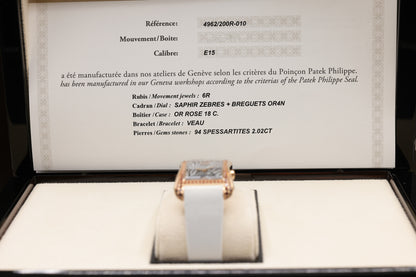 Référence: 4962/200R-010
Mouvement/Boite:
Calibre: E15
a été manufacturée dans nos ateliers de Genève selon les critères du Poinçon Patek Philippe.
has been manufactured in our Geneva workshops according to the criteria of the Patek Philippe Seal.
Rubis/Movement jewels: 6R
Cadran/Dial: SAPHIR ZEBRES + BREGUETS OR4N
Boîtier/Case: OR ROSE 18 C.
Bracelet/Bracelet: VEAU
Pierres/Gem stones: 94 SPESSARTITES 2.02CT